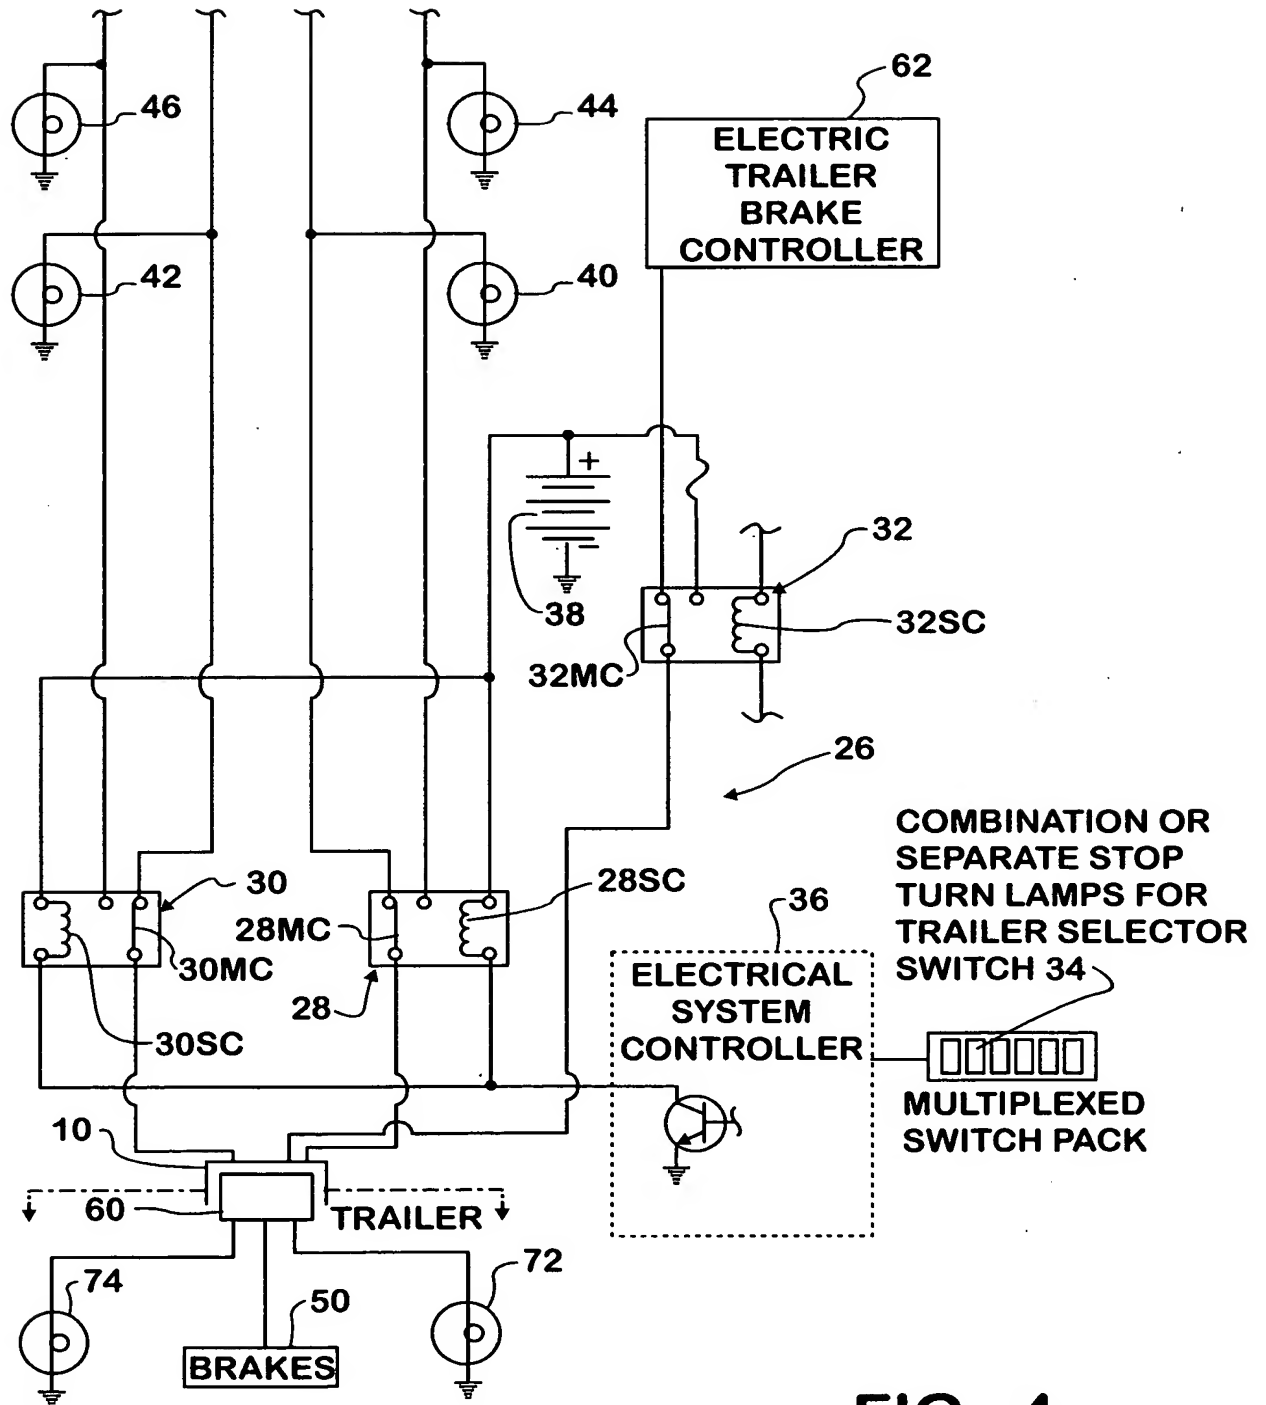 62
46
44
ELECTRIC
TRAILER
BRAKE
CONTROLLER
42
40
+
32
38
32SC
32MC
26
COMBINATION OR
SEPARATE STOP
TURN LAMPS FOR
TRAILER SELECTOR
SWITCH 34
30
28SC
36
28MC
30MC
ELECTRICAL
SYSTEM
CONTROLLER
28
30SC
MULTIPLEXED
SWITCH PACK
10
60
TRAILER
74
72
50
BRAKES